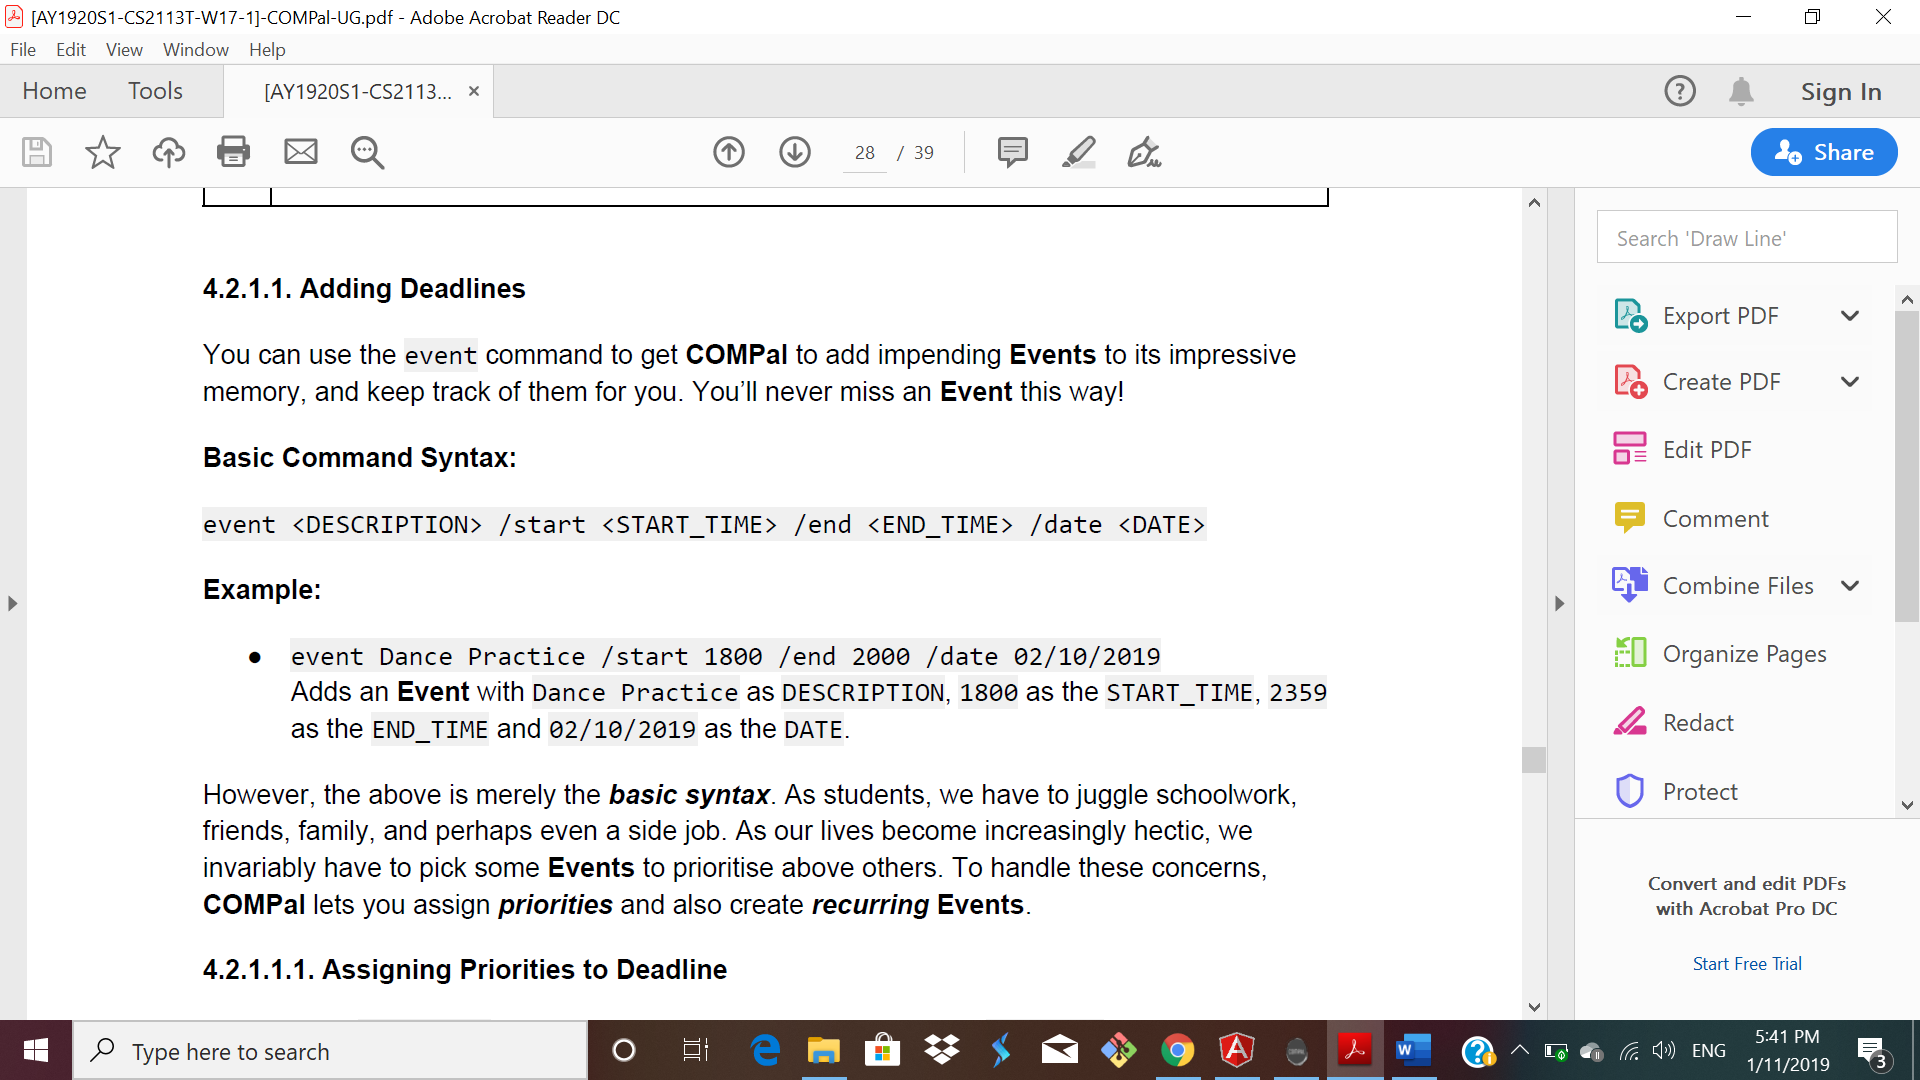 [AY1920S1-CS2113T-W17-1]-COMPal-UG.pdf - Adobe Acrobat Reader DC
File Edit View Window Help
Home Tools [AY1920S1-CS2113... × Sign In
28 / 39 Share
Search 'Draw Line'
4.2.1.1. Adding Deadlines
You can use the event command to get COMPal to add impending Events to its impressive
memory, and keep track of them for you. You’ll never miss an Event this way!
Basic Command Syntax:
event <DESCRIPTION> /start <START_TIME> /end <END_TIME> /date <DATE>
Example:
● event Dance Practice /start 1800 /end 2000 /date 02/10/2019
Adds an Event with Dance Practice as DESCRIPTION, 1800 as the START_TIME, 2359
as the END_TIME and 02/10/2019 as the DATE.
However, the above is merely the basic syntax. As students, we have to juggle schoolwork,
friends, family, and perhaps even a side job. As our lives become increasingly hectic, we
invariably have to pick some Events to prioritise above others. To handle these concerns,
COMPal lets you assign priorities and also create recurring Events.
4.2.1.1.1. Assigning Priorities to Deadline
Export PDF
Create PDF
Edit PDF
Comment
Combine Files
Organize Pages
Redact
Protect
Convert and edit PDFs
with Acrobat Pro DC
Start Free Trial
Type here to search
ENG
5:41 PM
1/11/2019
3